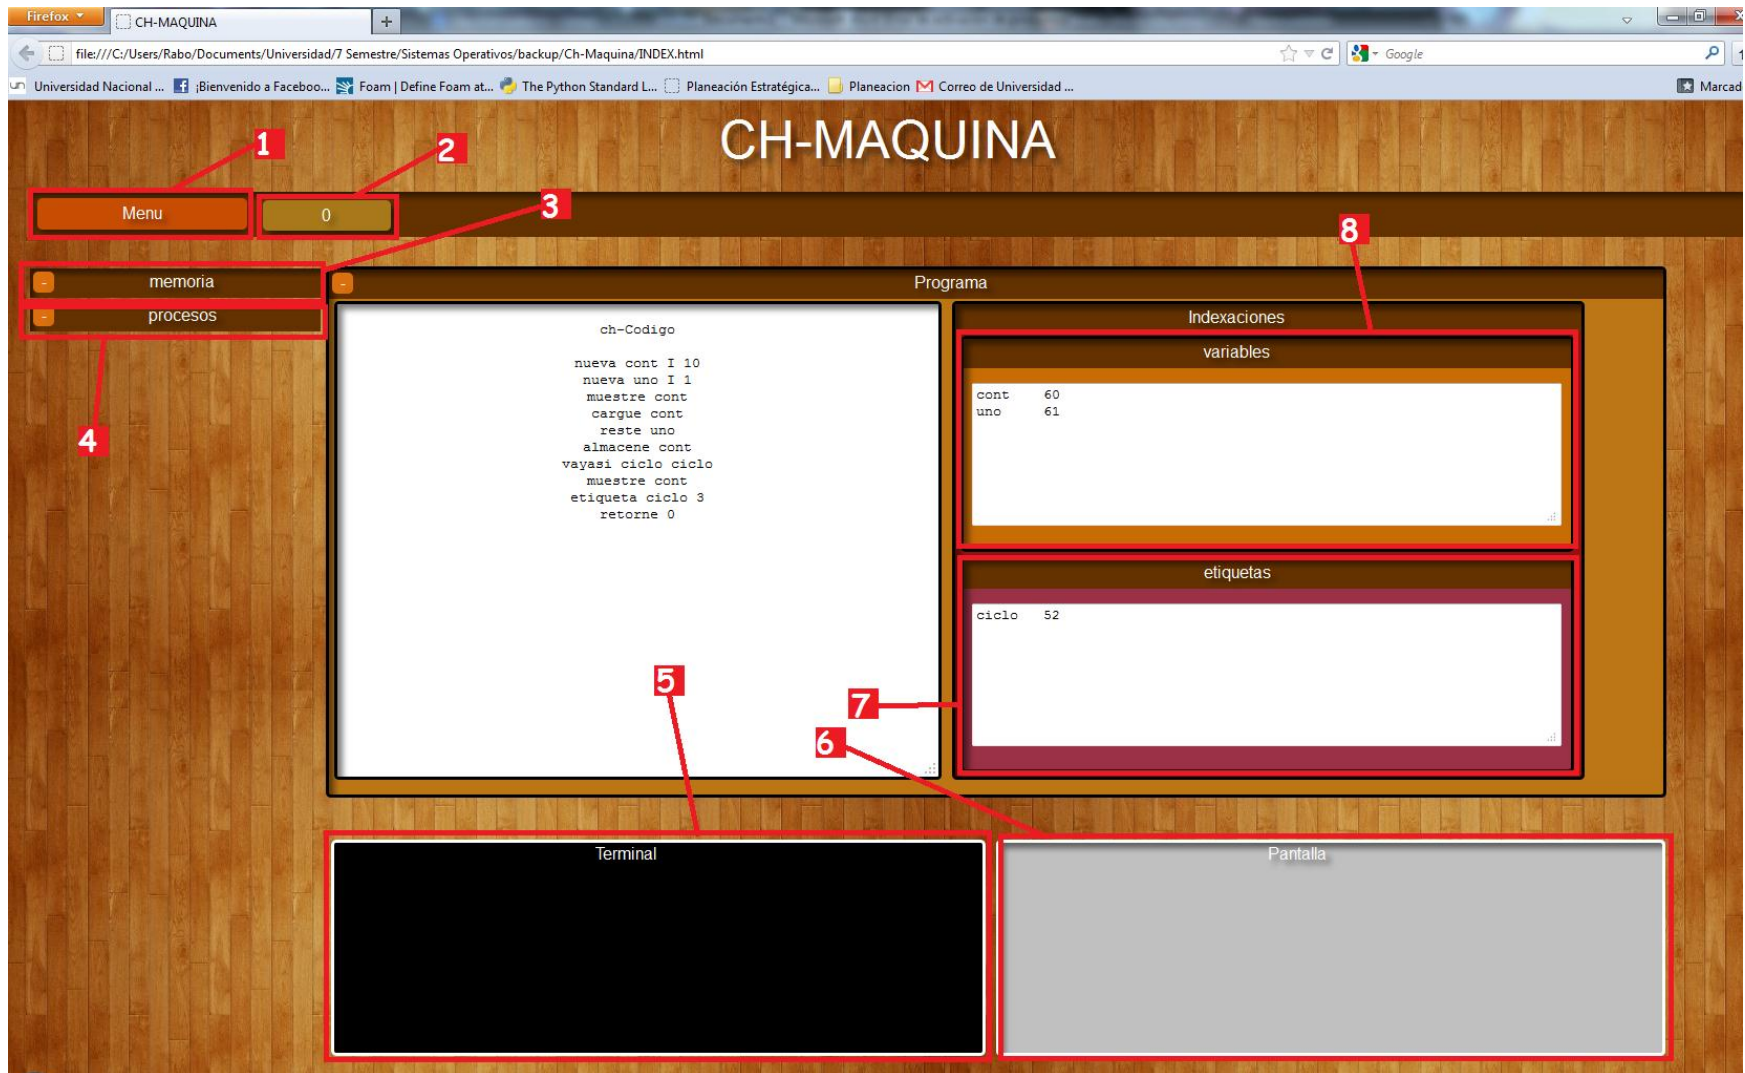 Firefox
CH-MAQUINA
file:///C:/Users/Rabo/Documents/Universidad/7 Semestre/Sistemas Operativos/backup/Ch-Maquina/INDEX.html
Google
Universidad Nacional ...
¡Bienvenido a Faceboo...
Foam | Define Foam at...
The Python Standard L...
Planeación Estratégica...
Planeacion
Correo de Universidad ...
Marcad
CH-MAQUINA
1
2
3
8
Menu
0
- memoria
- procesos
4
- Programa
ch-Codigo
nueva cont I 10
nueva uno I 1
muestre cont
cargue cont
reste uno
almacene cont
vayasi ciclo ciclo
muestre cont
etiqueta ciclo 3
retorne 0
Indexaciones
variables
cont 60
uno 61
etiquetas
ciclo 52
5
7
6
Terminal
Pantalla